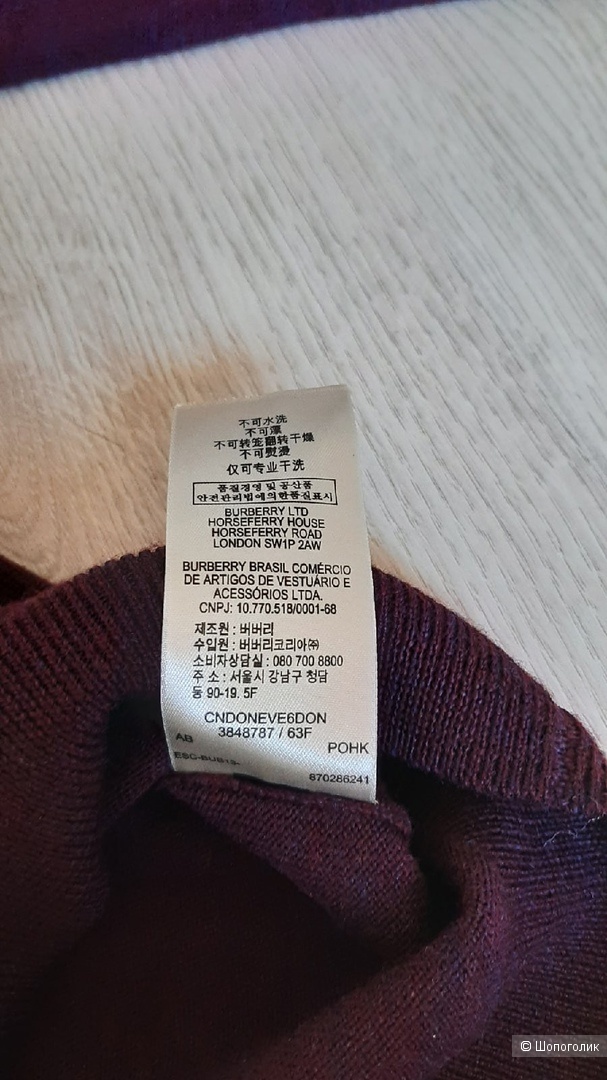 不可水洗
不可漂
不可转笼翻转干燥
不可熨烫
仅可专业干洗
품질경영 및 공산품
안전관리법에의한품질표시
BURBERRY LTD
HORSEFERRY HOUSE
HORSEFERRY ROAD
LONDON SW1P 2AW
BURBERRY BRASIL COMÉRCIO
DE ARTIGOS DE VESTUÁRIO E
ACESSÓRIOS LTDA.
CNPJ: 10.770.518/0001-68
제조원 : 버버리
수입원 : 버버리코리아㈜
소비자상담실 : 080 700 8800
주 소 : 서울시 강남구 청담
동 90-19. 5F
CNDONEVE6DON
3848787 / 63F
AB
POHK
870286241
© Шопоголик